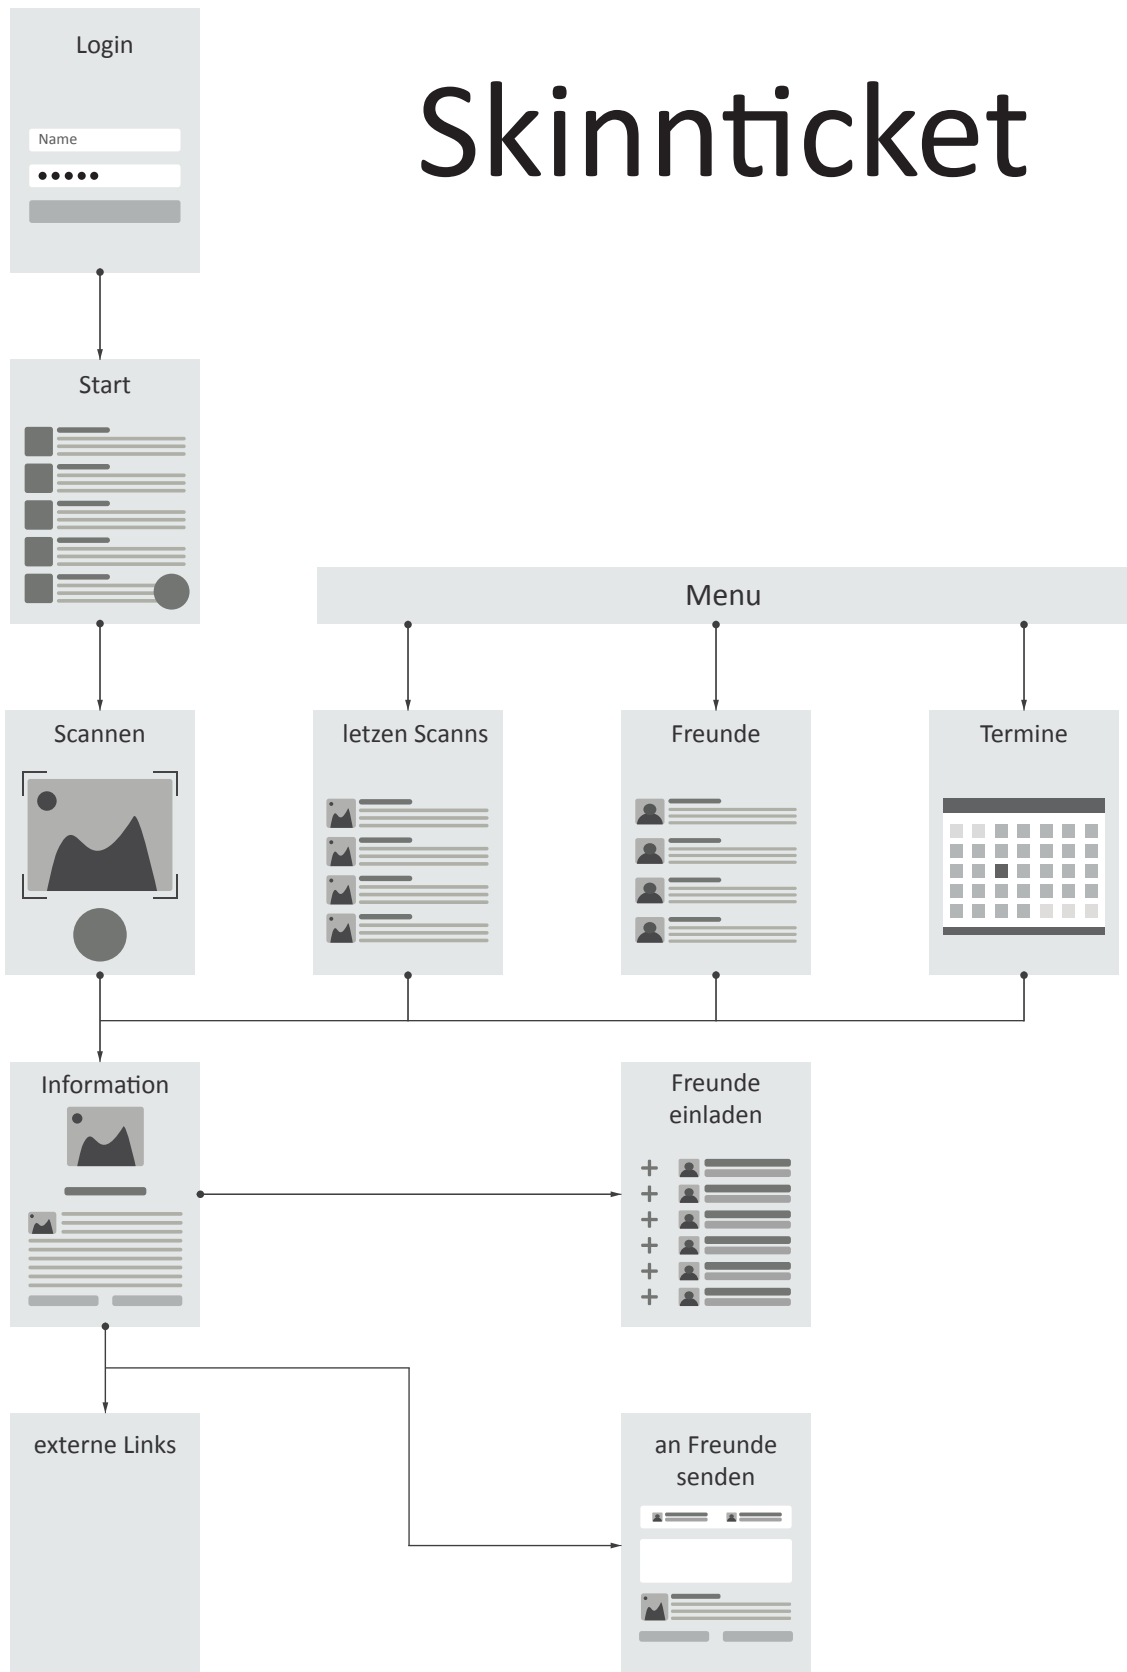 Login
Skinnticket
Name
Start
Menu
Scannen
letzen Scanns
Freunde
Termine
Information
Freunde
einladen
externe Links
an Freunde
senden